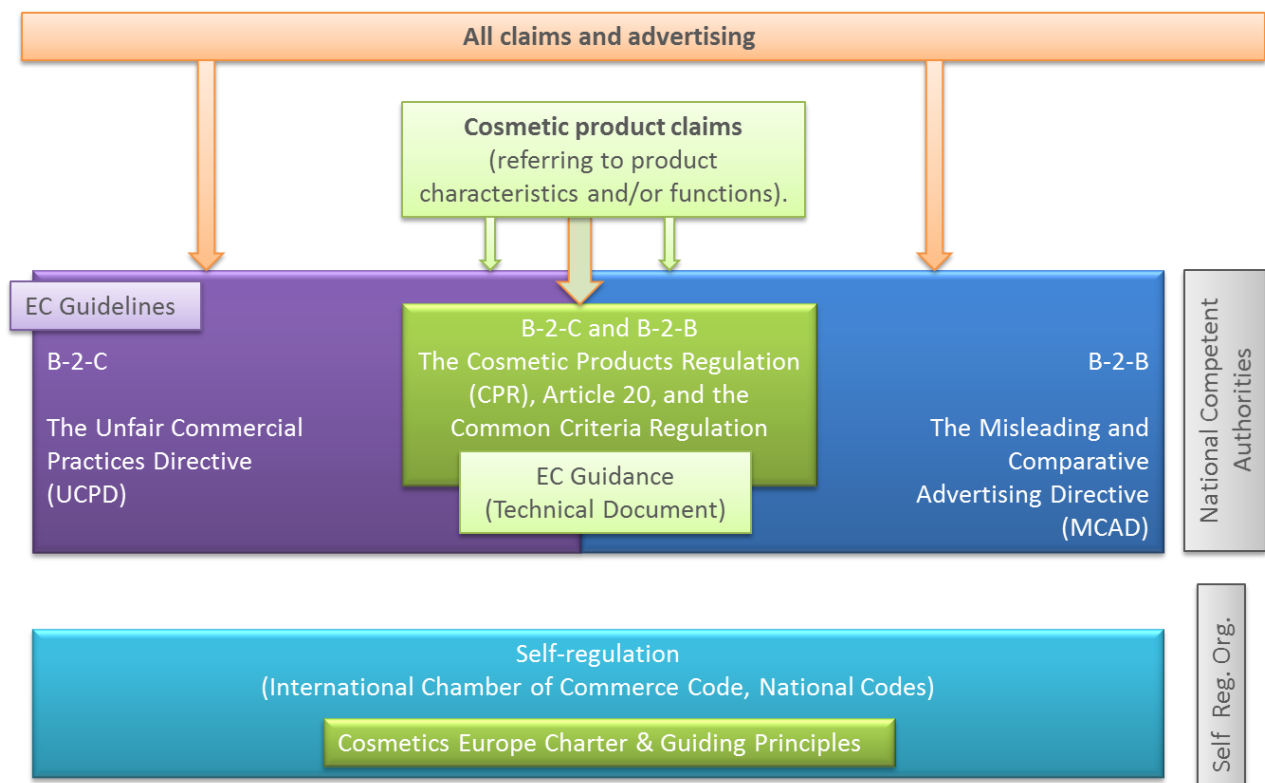 All claims and advertising
Cosmetic product claims
(referring to product
characteristics and/or functions).
EC Guidelines
B-2-C
The Unfair Commercial
Practices Directive
(UCPD)
B-2-C and B-2-B
The Cosmetic Products Regulation
(CPR), Article 20, and the
Common Criteria Regulation
EC Guidance
(Technical Document)
B-2-B
The Misleading and
Comparative
Advertising Directive
(MCAD)
National Competent
Authorities
Self-regulation
(International Chamber of Commerce Code, National Codes)
Cosmetics Europe Charter & Guiding Principles
Self Reg. Org.